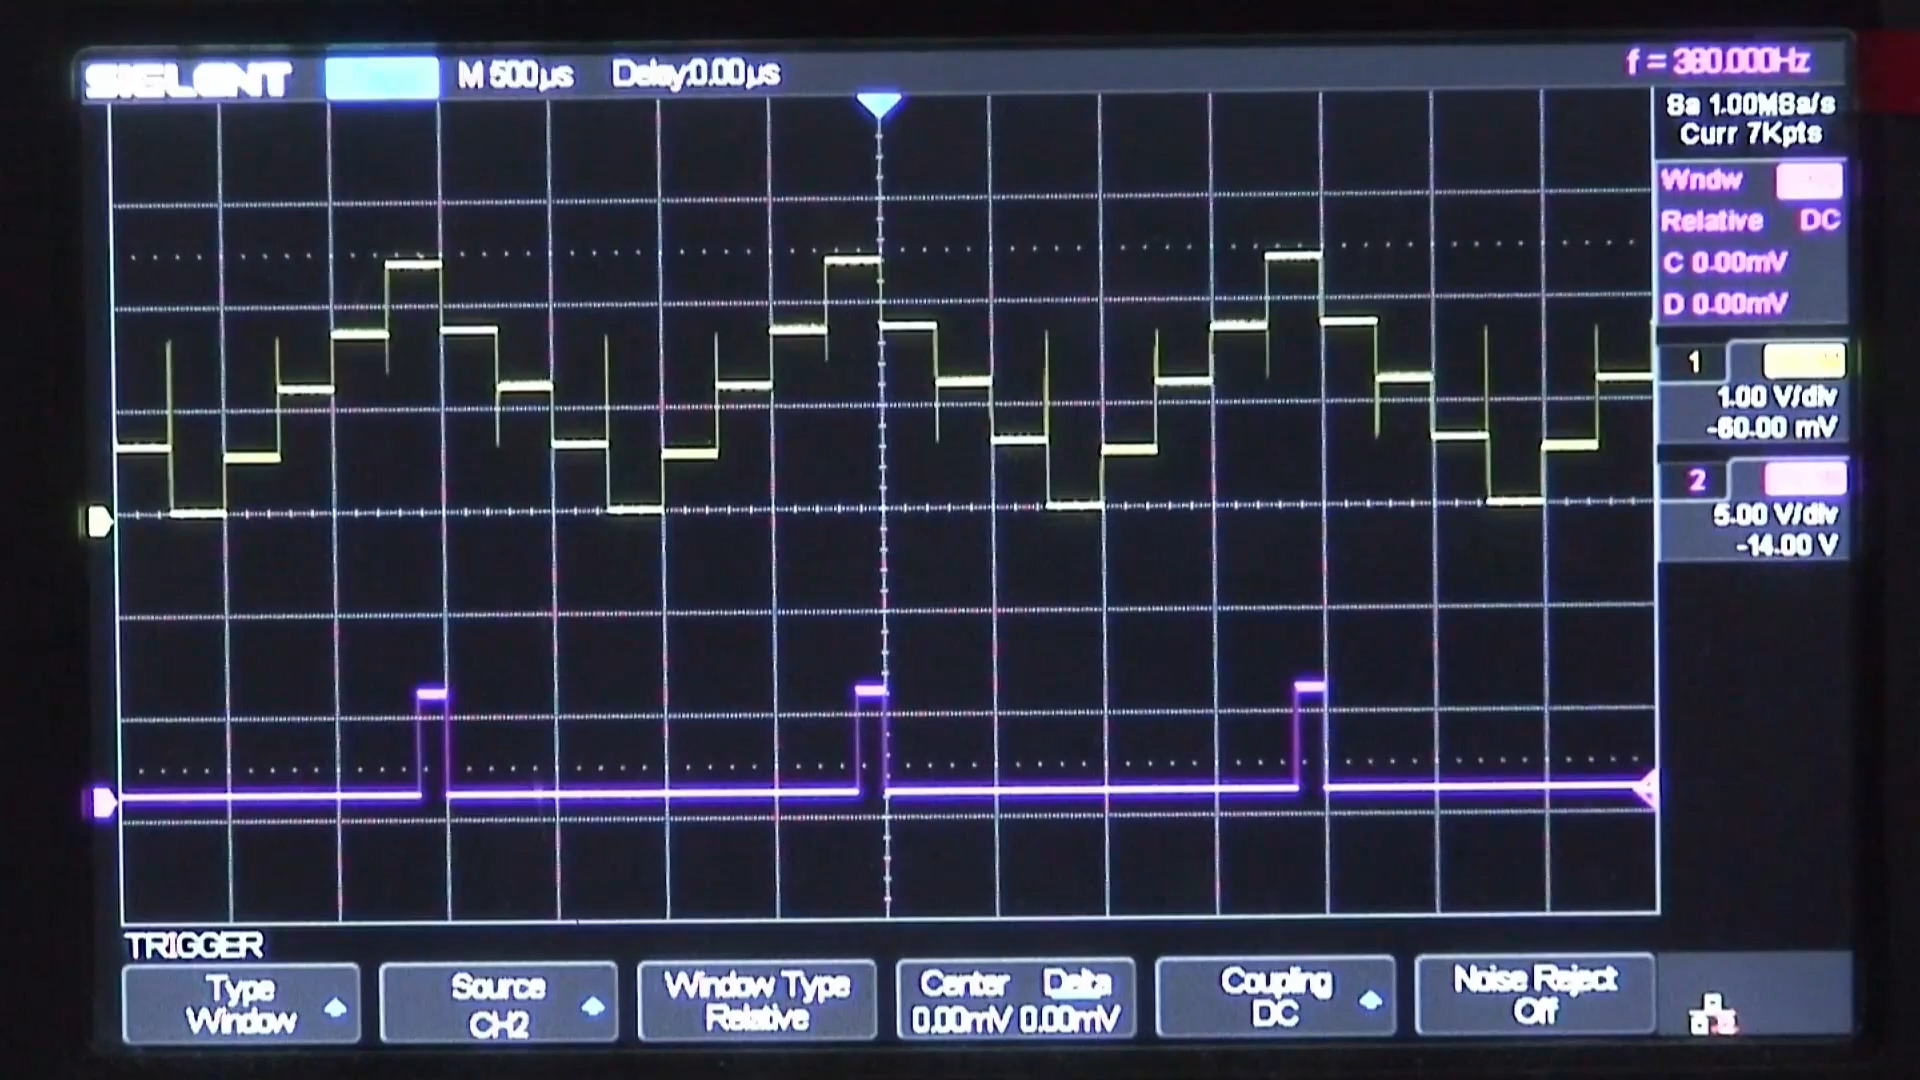 SIGLENT M 500µs Delay:0.00µs f = 380.000Hz
Sa 1.00MSa/s
Curr 7Kpts
Wndw
Relative DC
C 0.00mV
D 0.00mV
1
1.00 V/div
-60.00 mV
2
5.00 V/div
-14.00 V
TRIGGER
Type
Window
Source
CH2
Window Type
Relative
Center Delta
0.00mV 0.00mV
Coupling
DC
Noise Reject
Off